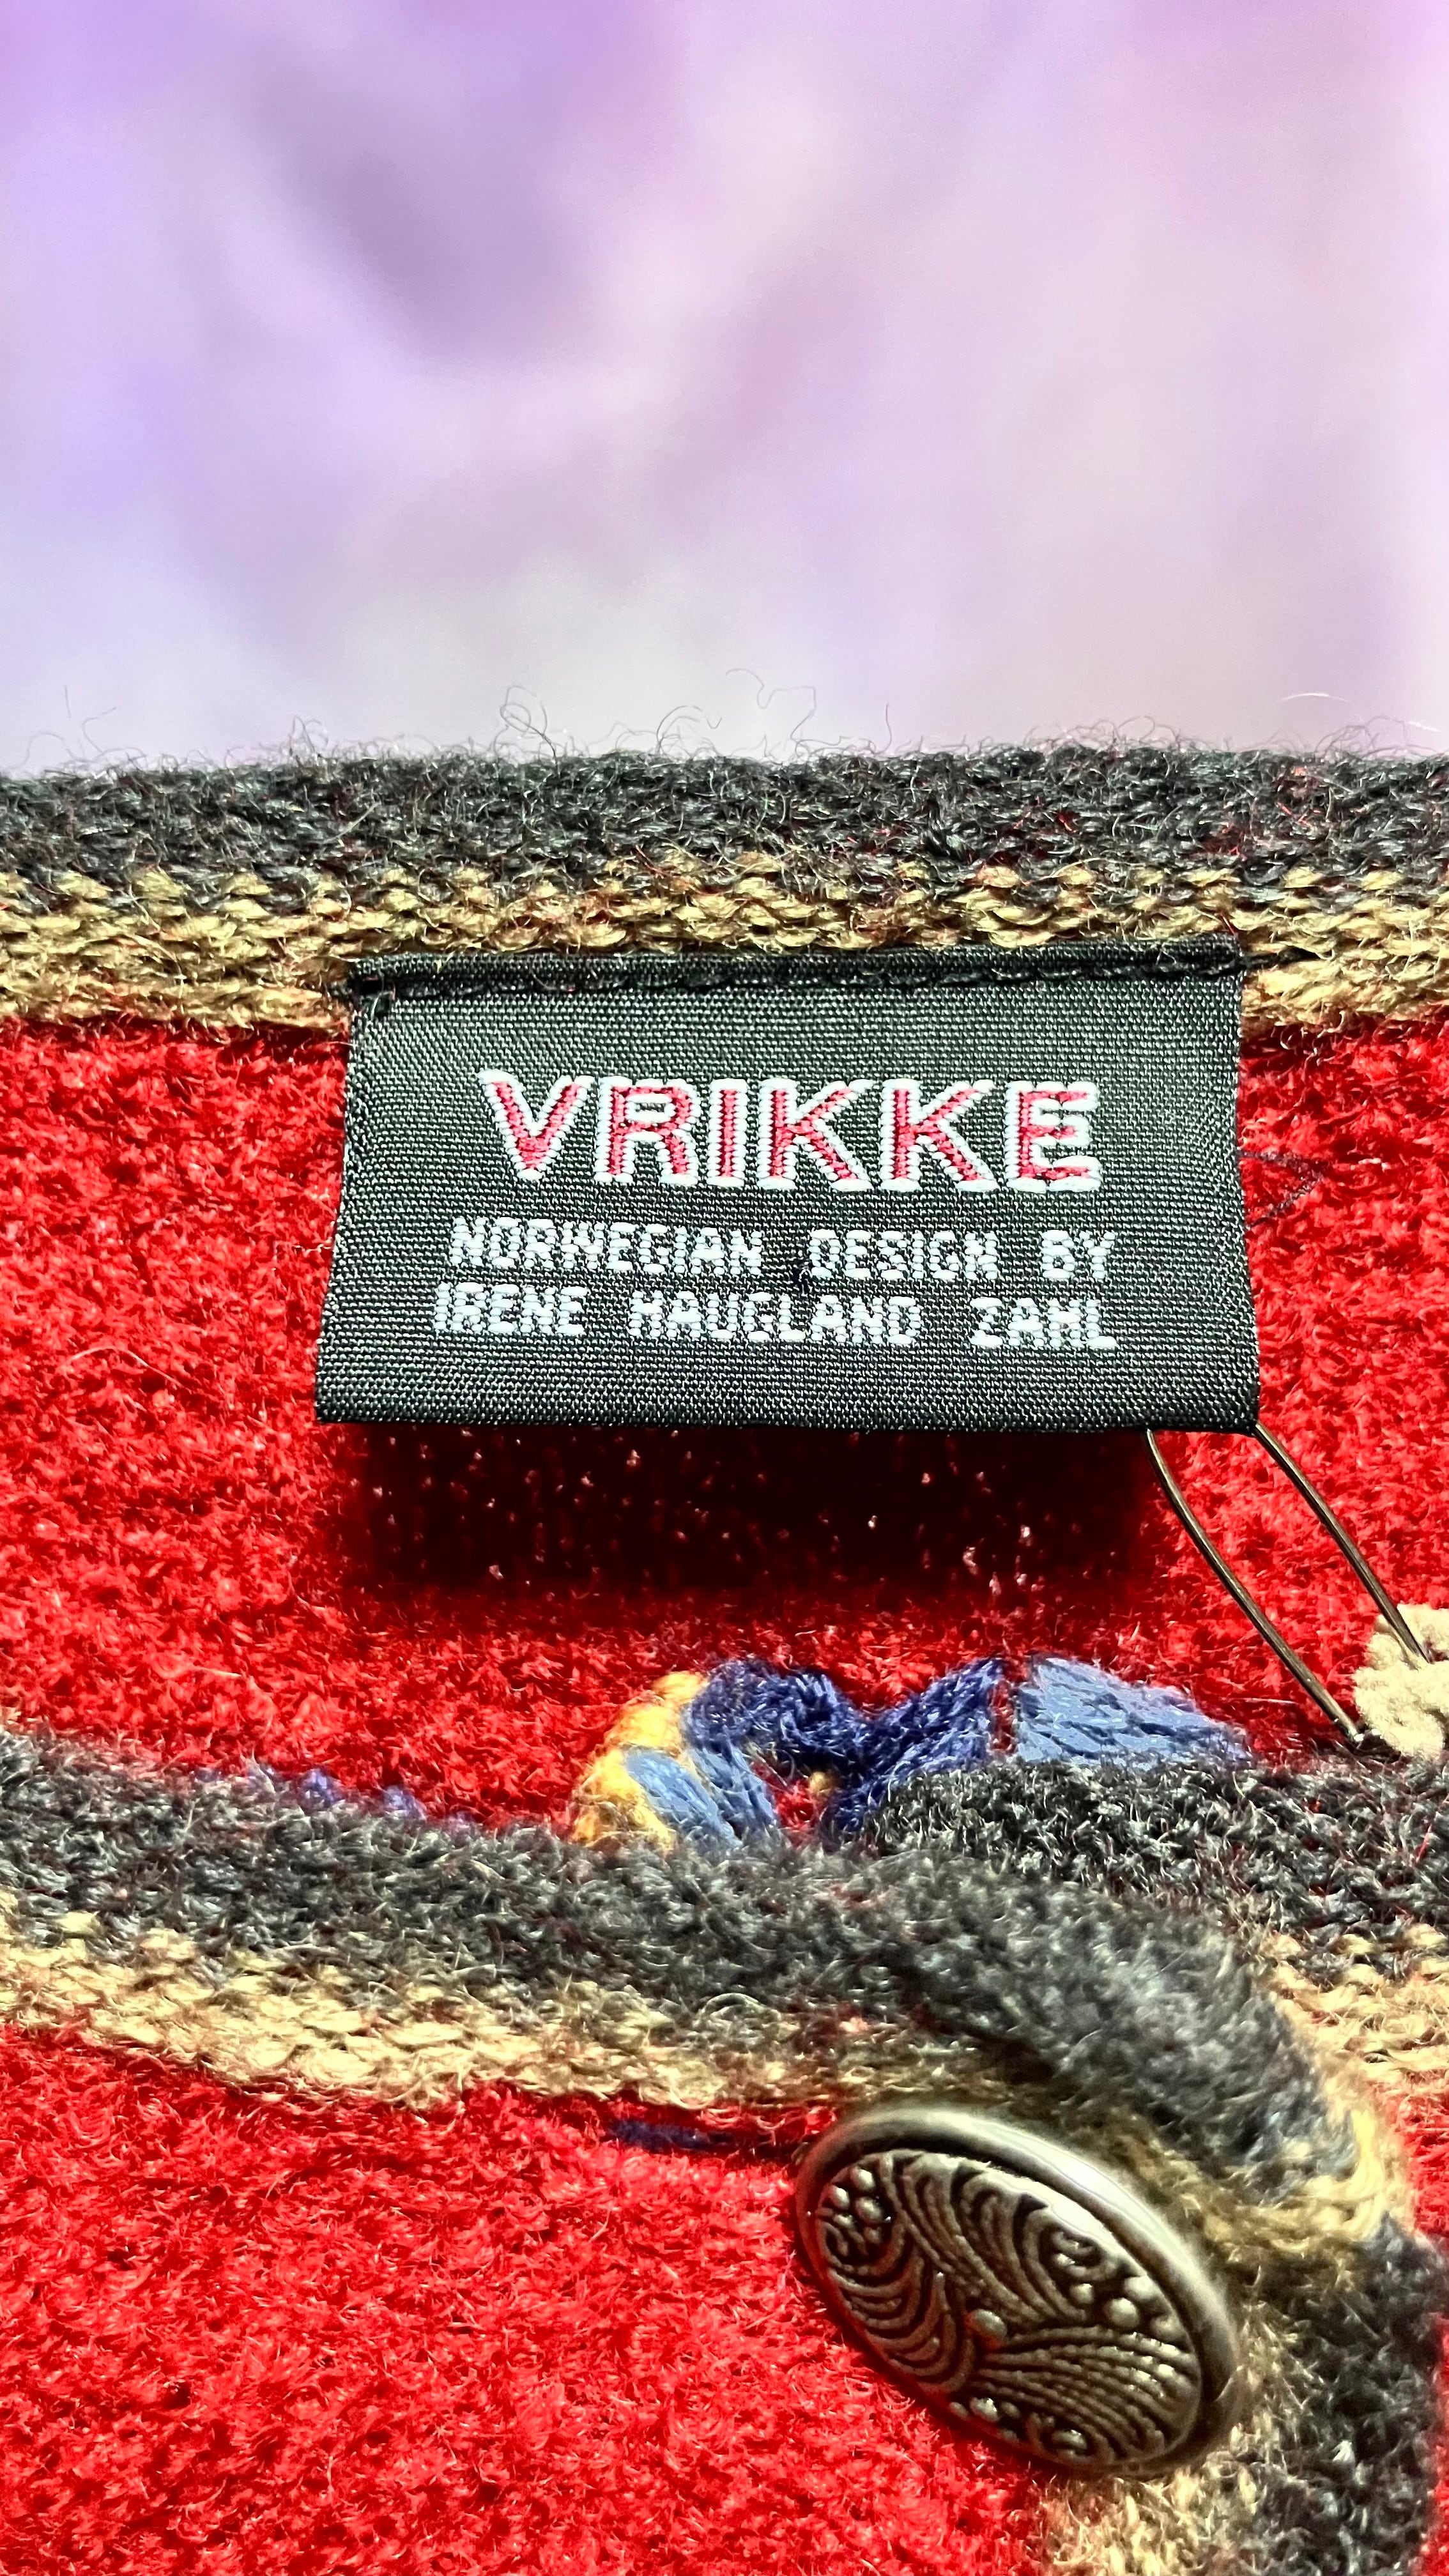 VRIKKE
NORWEGIAN DESIGN BY
IRENE HAUGLAND ZAHL